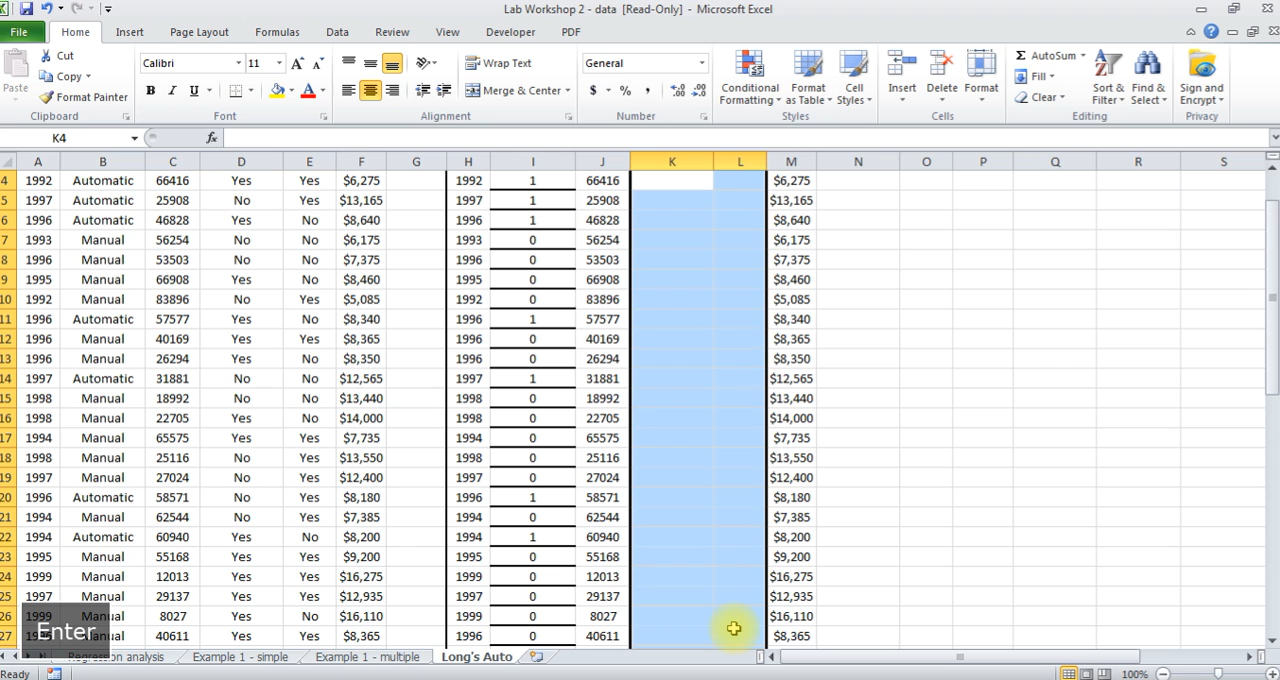 Lab Workshop 2 - data [Read-Only] - Microsoft Excel
File Home Insert Page Layout Formulas Data Review View Developer PDF
Cut
Copy
Format Painter
Paste
Clipboard
Calibri 11
Font
Wrap Text
Merge & Center
Alignment
General
Number
Conditional Formatting
Format as Table
Cell Styles
Styles
Insert Delete Format
Cells
AutoSum
Fill
Clear
Sort & Filter
Find & Select
Editing
Sign and Encrypt
Privacy
K4 fx
A B C D E F G H I J K L M N O P Q R S
4 1992 Automatic 66416 Yes Yes $6,275 1992 1 66416 $6,275
5 1997 Automatic 25908 No Yes $13,165 1997 1 25908 $13,165
6 1996 Automatic 46828 Yes No $8,640 1996 1 46828 $8,640
7 1993 Manual 56254 No No $6,175 1993 0 56254 $6,175
8 1996 Manual 53503 No No $7,375 1996 0 53503 $7,375
9 1995 Manual 66908 Yes No $8,460 1995 0 66908 $8,460
10 1992 Manual 83896 No Yes $5,085 1992 0 83896 $5,085
11 1996 Automatic 57577 Yes No $8,340 1996 1 57577 $8,340
12 1996 Manual 40169 Yes No $8,365 1996 0 40169 $8,365
13 1996 Manual 26294 Yes No $8,350 1996 0 26294 $8,350
14 1997 Automatic 31881 No No $12,565 1997 1 31881 $12,565
15 1998 Manual 18992 No No $13,440 1998 0 18992 $13,440
16 1998 Manual 22705 Yes No $14,000 1998 0 22705 $14,000
17 1994 Manual 65575 Yes Yes $7,735 1994 0 65575 $7,735
18 1998 Manual 25116 No Yes $13,550 1998 0 25116 $13,550
19 1997 Manual 27024 No Yes $12,400 1997 0 27024 $12,400
20 1996 Automatic 58571 No Yes $8,180 1996 1 58571 $8,180
21 1994 Manual 62544 No Yes $7,385 1994 0 62544 $7,385
22 1994 Automatic 60940 No Yes $8,200 1994 1 60940 $8,200
23 1995 Manual 55168 Yes No $9,200 1995 0 55168 $9,200
24 1999 Manual 12013 Yes Yes $16,275 1999 0 12013 $16,275
25 1997 Manual 29137 Yes Yes $12,935 1997 0 29137 $12,935
26 1999 Manual 8027 Yes No $16,110 1999 0 8027 $16,110
27 1996 Manual 40611 Yes Yes $8,365 1996 0 40611 $8,365
Enter
Regression analysis Example 1 - simple Example 1 - multiple Long's Auto
Ready 100%